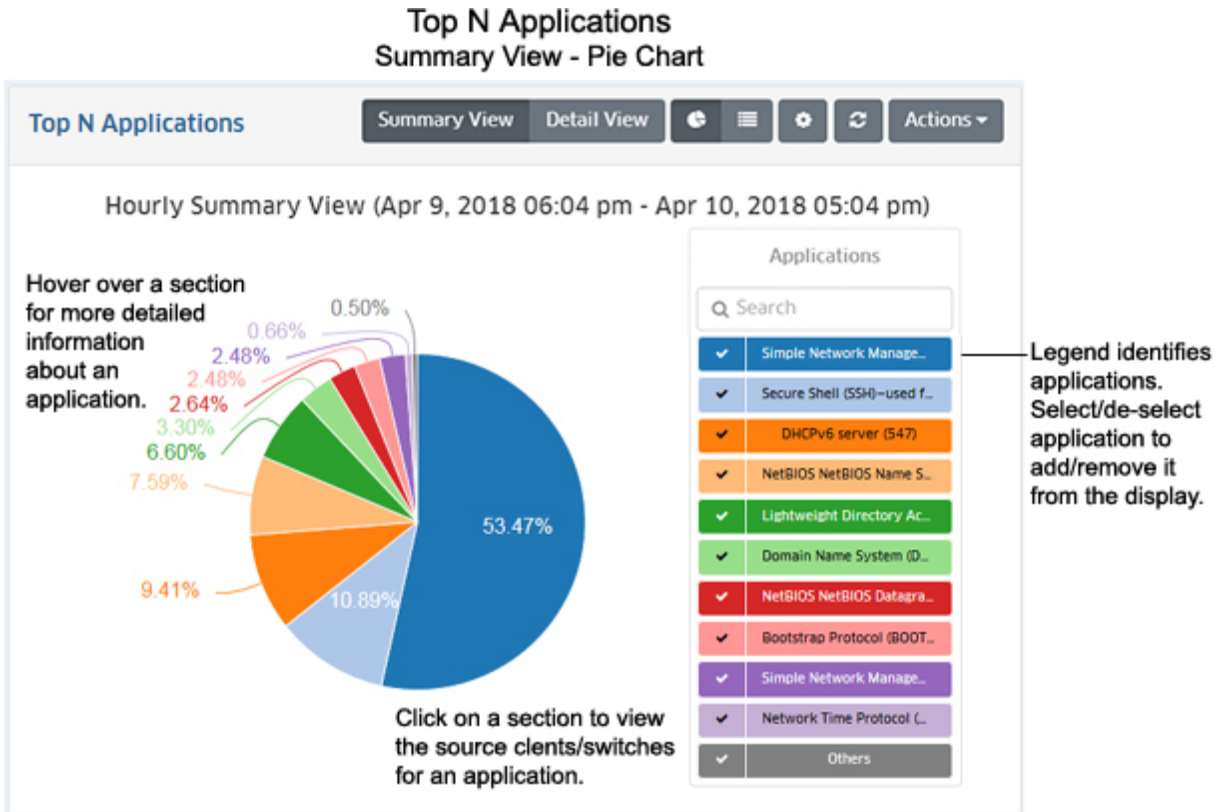 Top N Applications
Summary View - Pie Chart
Top N Applications
Summary View
Detail View
Actions
Hourly Summary View (Apr 9, 2018 06:04 pm - Apr 10, 2018 05:04 pm)
Hover over a section
for more detailed
information
about an
application.
0.50%
0.66%
2.48%
2.48%
2.64%
3.30%
6.60%
7.59%
9.41%
10.89%
53.47%
Click on a section to view
the source clents/switches
for an application.
Applications
Search
Simple Network Manage...
Secure Shell (SSH)—used f...
DHCPv6 server (547)
NetBIOS NetBIOS Name S...
Lightweight Directory Ac...
Domain Name System (D...
NetBIOS NetBIOS Datagra...
Bootstrap Protocol (BOOT...
Simple Network Manage...
Network Time Protocol (...
Others
Legend identifies
applications.
Select/de-select
application to
add/remove it
from the display.